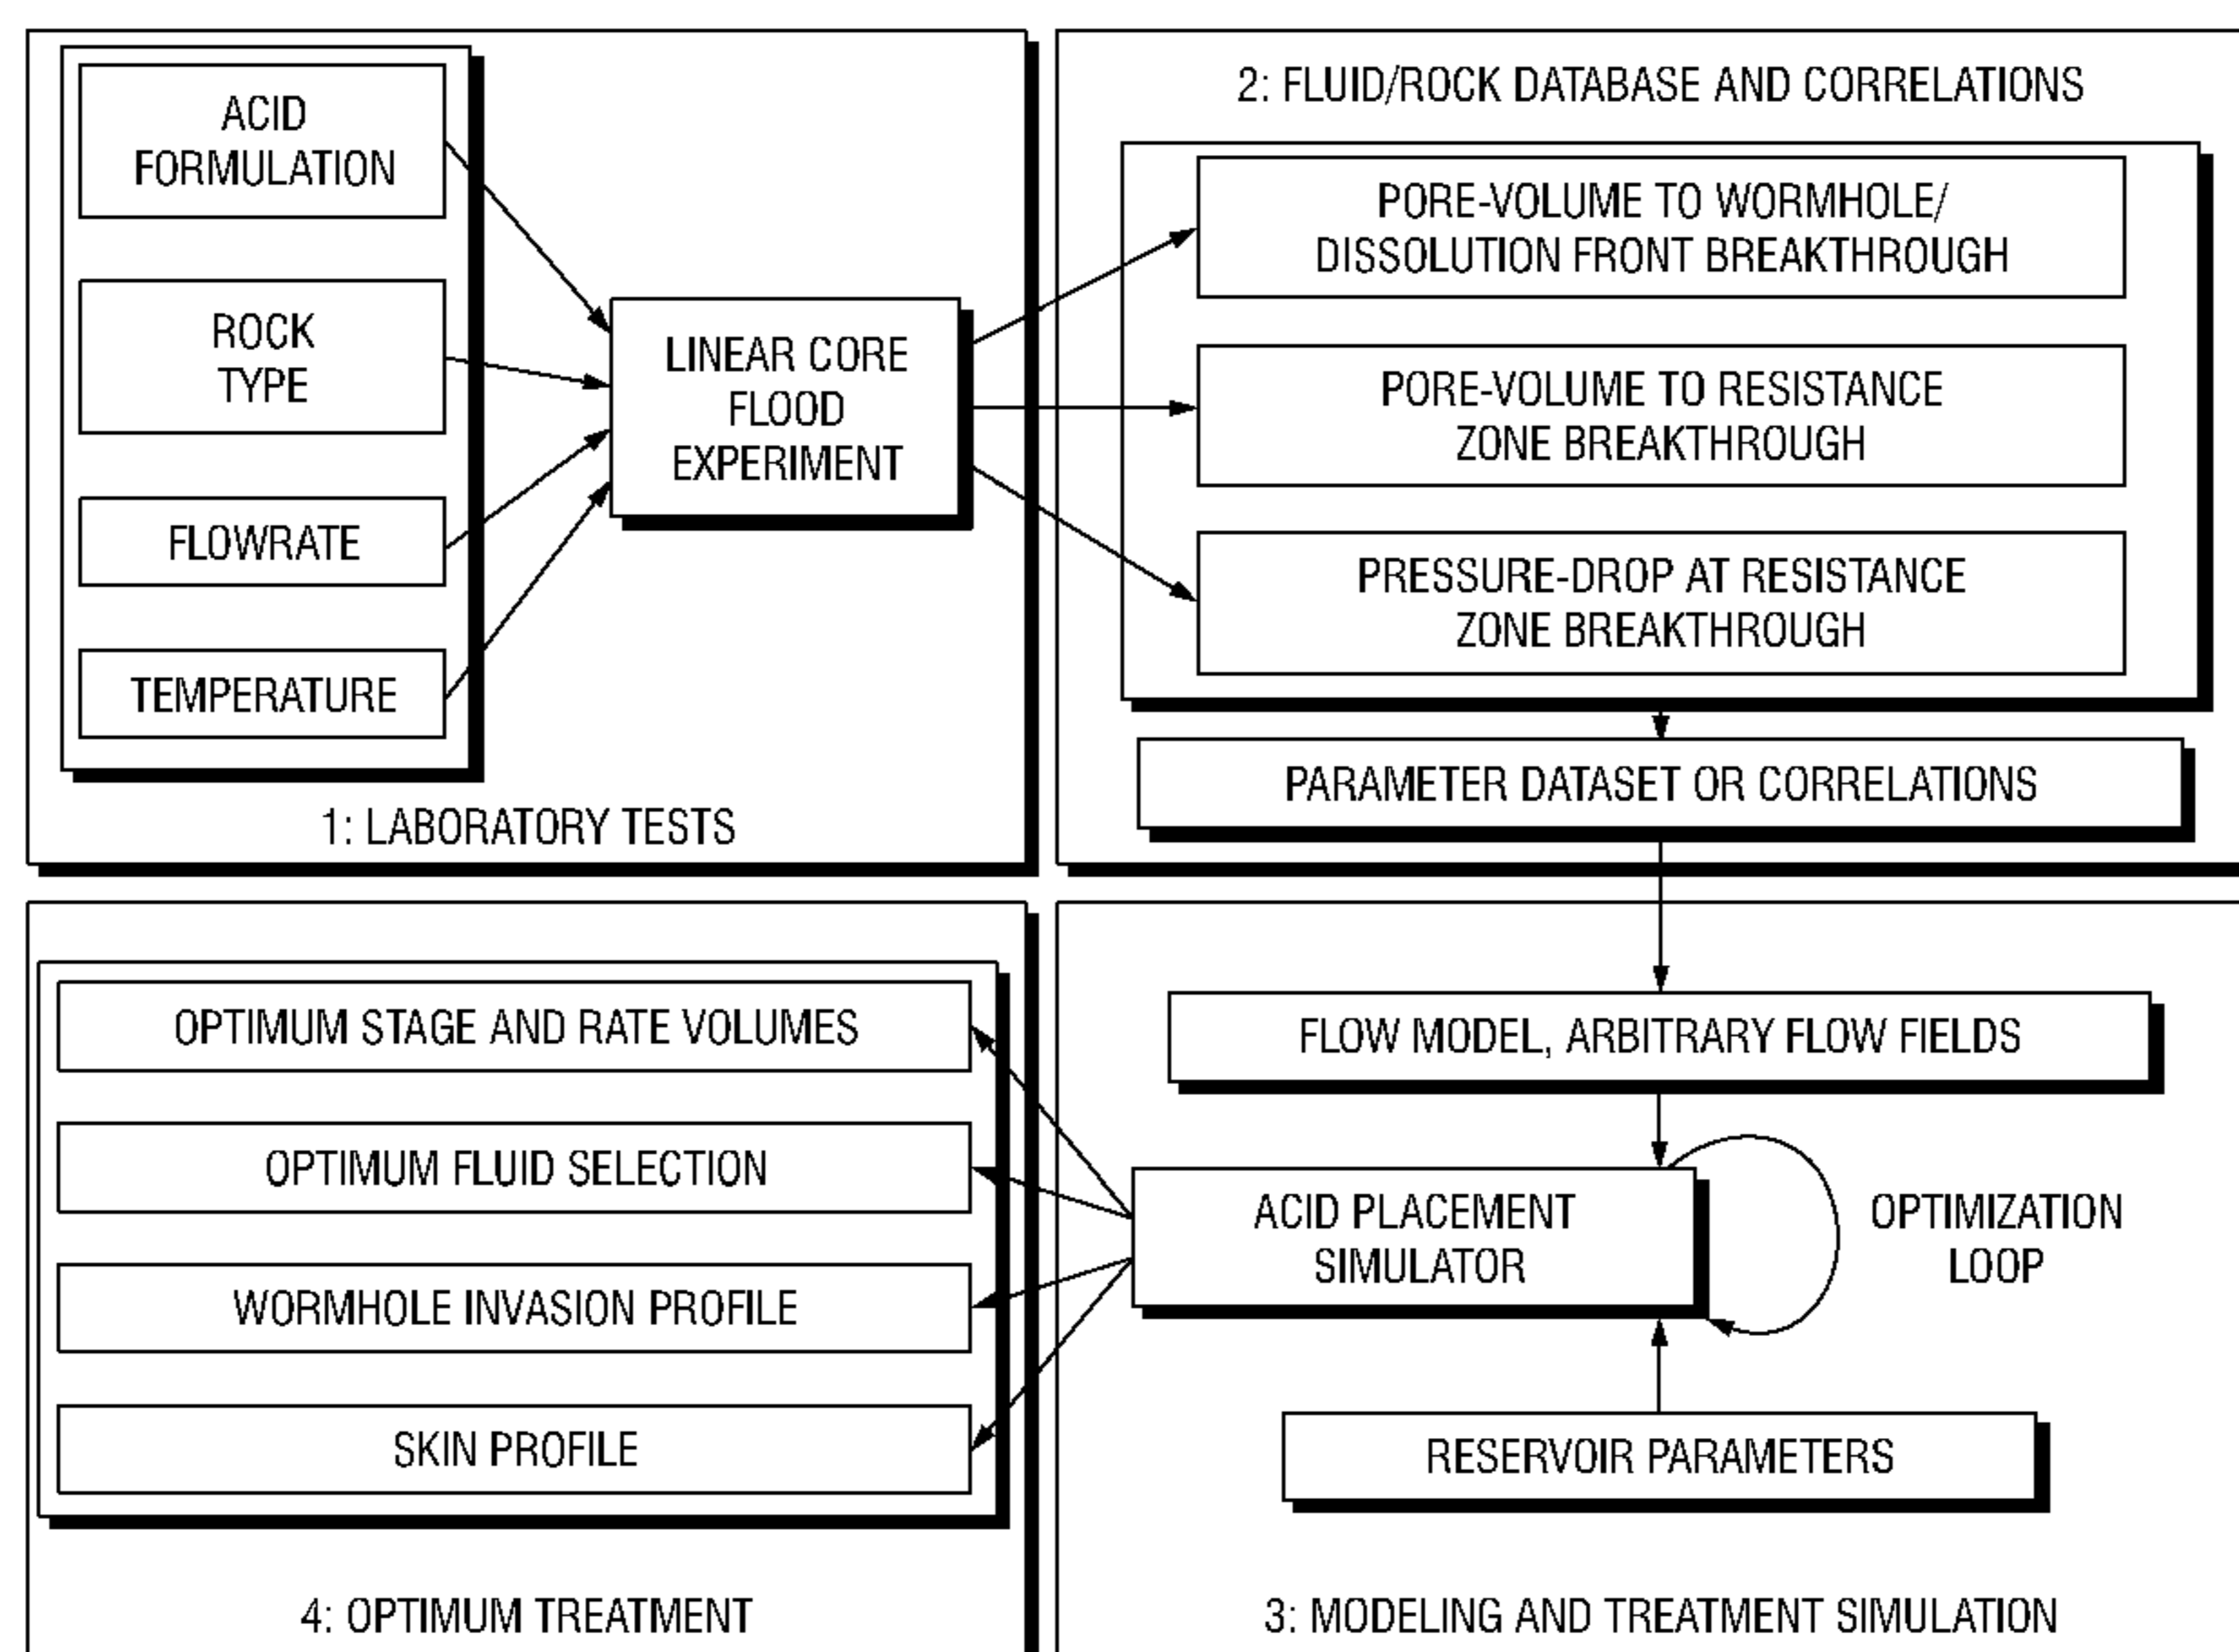 ACID
FORMULATION
ROCK
TYPE
FLOWRATE
TEMPERATURE
LINEAR CORE
FLOOD
EXPERIMENT
1: LABORATORY TESTS
2: FLUID/ROCK DATABASE AND CORRELATIONS
PORE-VOLUME TO WORMHOLE/
DISSOLUTION FRONT BREAKTHROUGH
PORE-VOLUME TO RESISTANCE
ZONE BREAKTHROUGH
PRESSURE-DROP AT RESISTANCE
ZONE BREAKTHROUGH
PARAMETER DATASET OR CORRELATIONS
FLOW MODEL, ARBITRARY FLOW FIELDS
ACID PLACEMENT
SIMULATOR
OPTIMIZATION
LOOP
RESERVOIR PARAMETERS
3: MODELING AND TREATMENT SIMULATION
OPTIMUM STAGE AND RATE VOLUMES
OPTIMUM FLUID SELECTION
WORMHOLE INVASION PROFILE
SKIN PROFILE
4: OPTIMUM TREATMENT